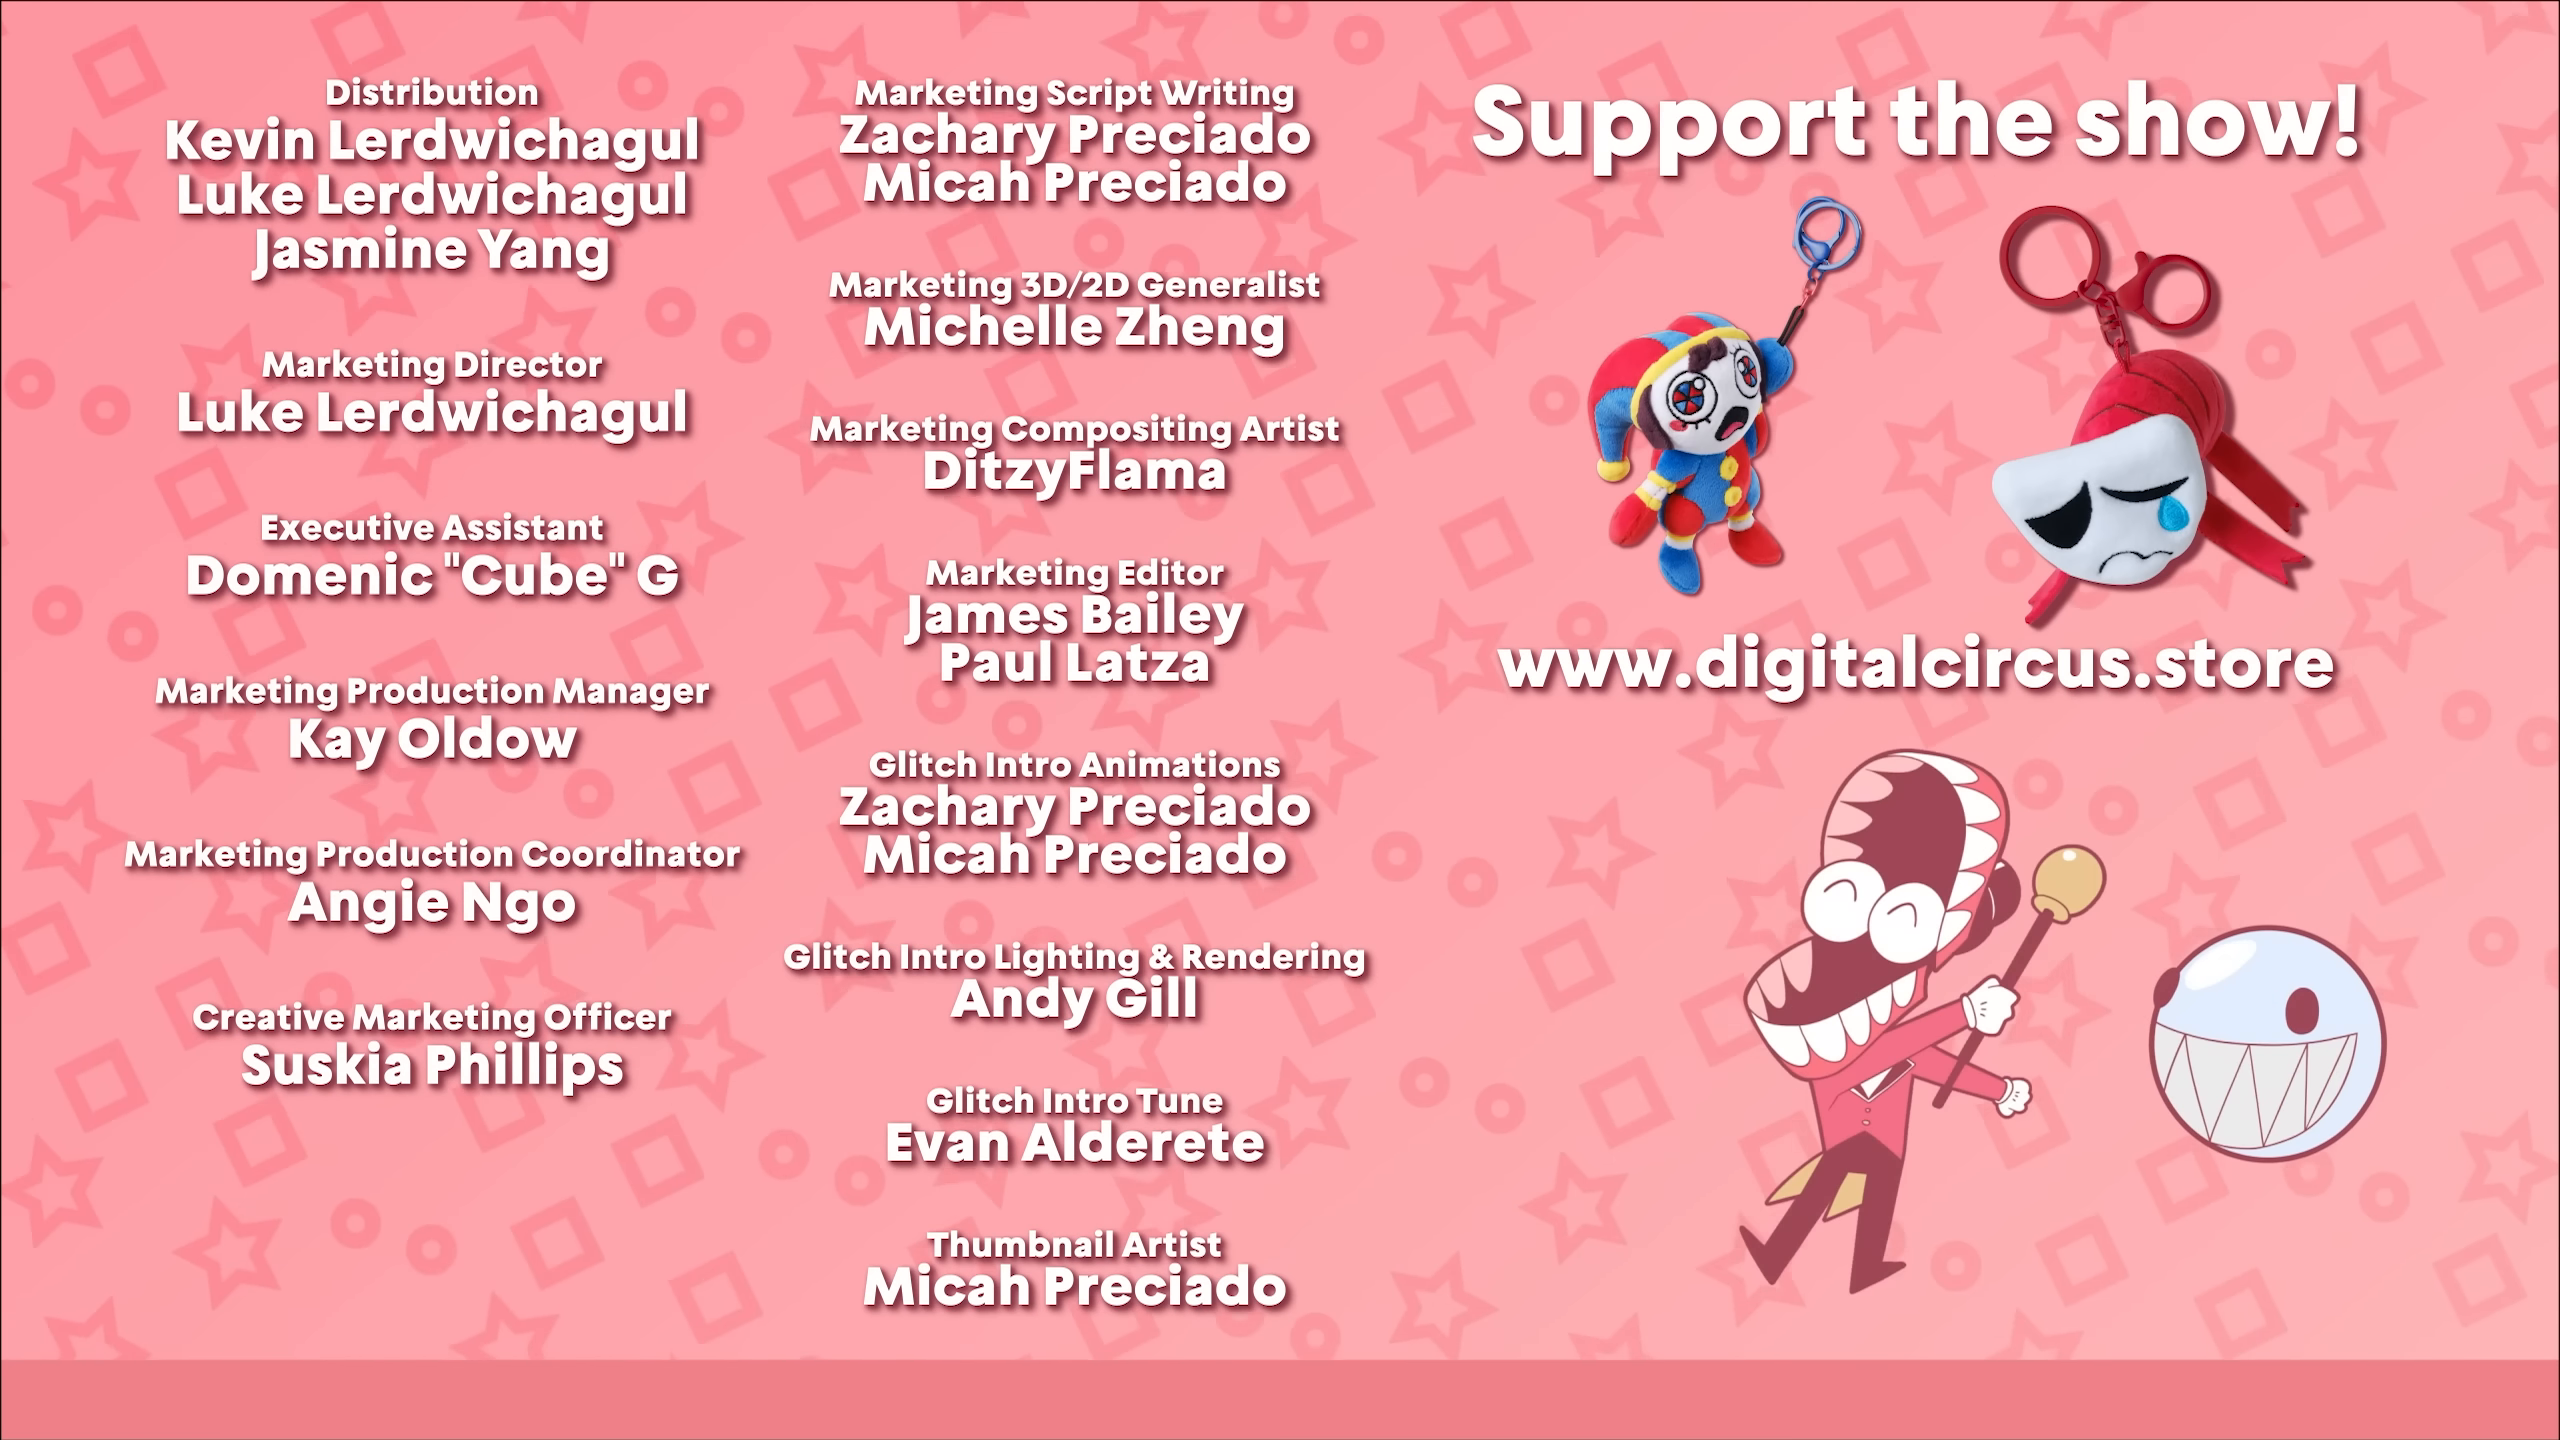 Distribution
Kevin Lerdwichagul
Luke Lerdwichagul
Jasmine Yang
Marketing Director
Luke Lerdwichagul
Executive Assistant
Domenic "Cube" G
Marketing Production Manager
Kay Oldow
Marketing Production Coordinator
Angie Ngo
Creative Marketing Officer
Suskia Phillips
Marketing Script Writing
Zachary Preciado
Micah Preciado
Marketing 3D/2D Generalist
Michelle Zheng
Marketing Compositing Artist
DitzyFlama
Marketing Editor
James Bailey
Paul Latza
Glitch Intro Animations
Zachary Preciado
Micah Preciado
Glitch Intro Lighting & Rendering
Andy Gill
Glitch Intro Tune
Evan Alderete
Thumbnail Artist
Micah Preciado
Support the show!
www.digitalcircus.store